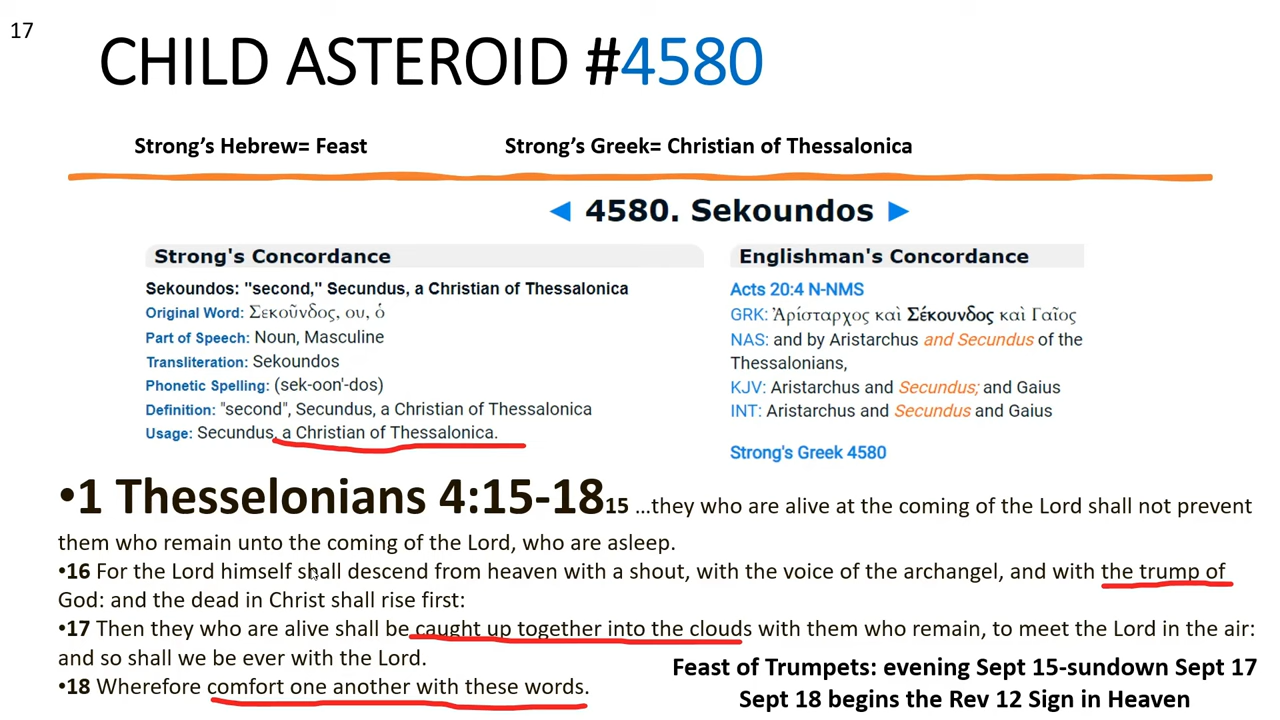 17
CHILD ASTEROID #4580
Strong's Hebrew= Feast
Strong's Greek= Christian of Thessalonica
◄ 4580. Sekoundos ►
Strong's Concordance
Sekoundos: "second," Secundus, a Christian of Thessalonica
Original Word: Σεκοῦνδος, ου, ὁ
Part of Speech: Noun, Masculine
Transliteration: Sekoundos
Phonetic Spelling: (sek-oon'-dos)
Definition: "second", Secundus, a Christian of Thessalonica
Usage: Secundus, a Christian of Thessalonica.
Englishman's Concordance
Acts 20:4 N-NMS
GRK: Ἀρίσταρχος καὶ Σέκουνδος καὶ Γαῖος
NAS: and by Aristarchus and Secundus of the
Thessalonians,
KJV: Aristarchus and Secundus; and Gaius
INT: Aristarchus and Secundus and Gaius
Strong's Greek 4580
•1 Thesselonians 4:15-18 15 ...they who are alive at the coming of the Lord shall not prevent
them who remain unto the coming of the Lord, who are asleep.
•16 For the Lord himself shall descend from heaven with a shout, with the voice of the archangel, and with the trump of
God: and the dead in Christ shall rise first:
•17 Then they who are alive shall be caught up together into the clouds with them who remain, to meet the Lord in the air:
and so shall we be ever with the Lord.
•18 Wherefore comfort one another with these words.
Feast of Trumpets: evening Sept 15-sundown Sept 17
Sept 18 begins the Rev 12 Sign in Heaven